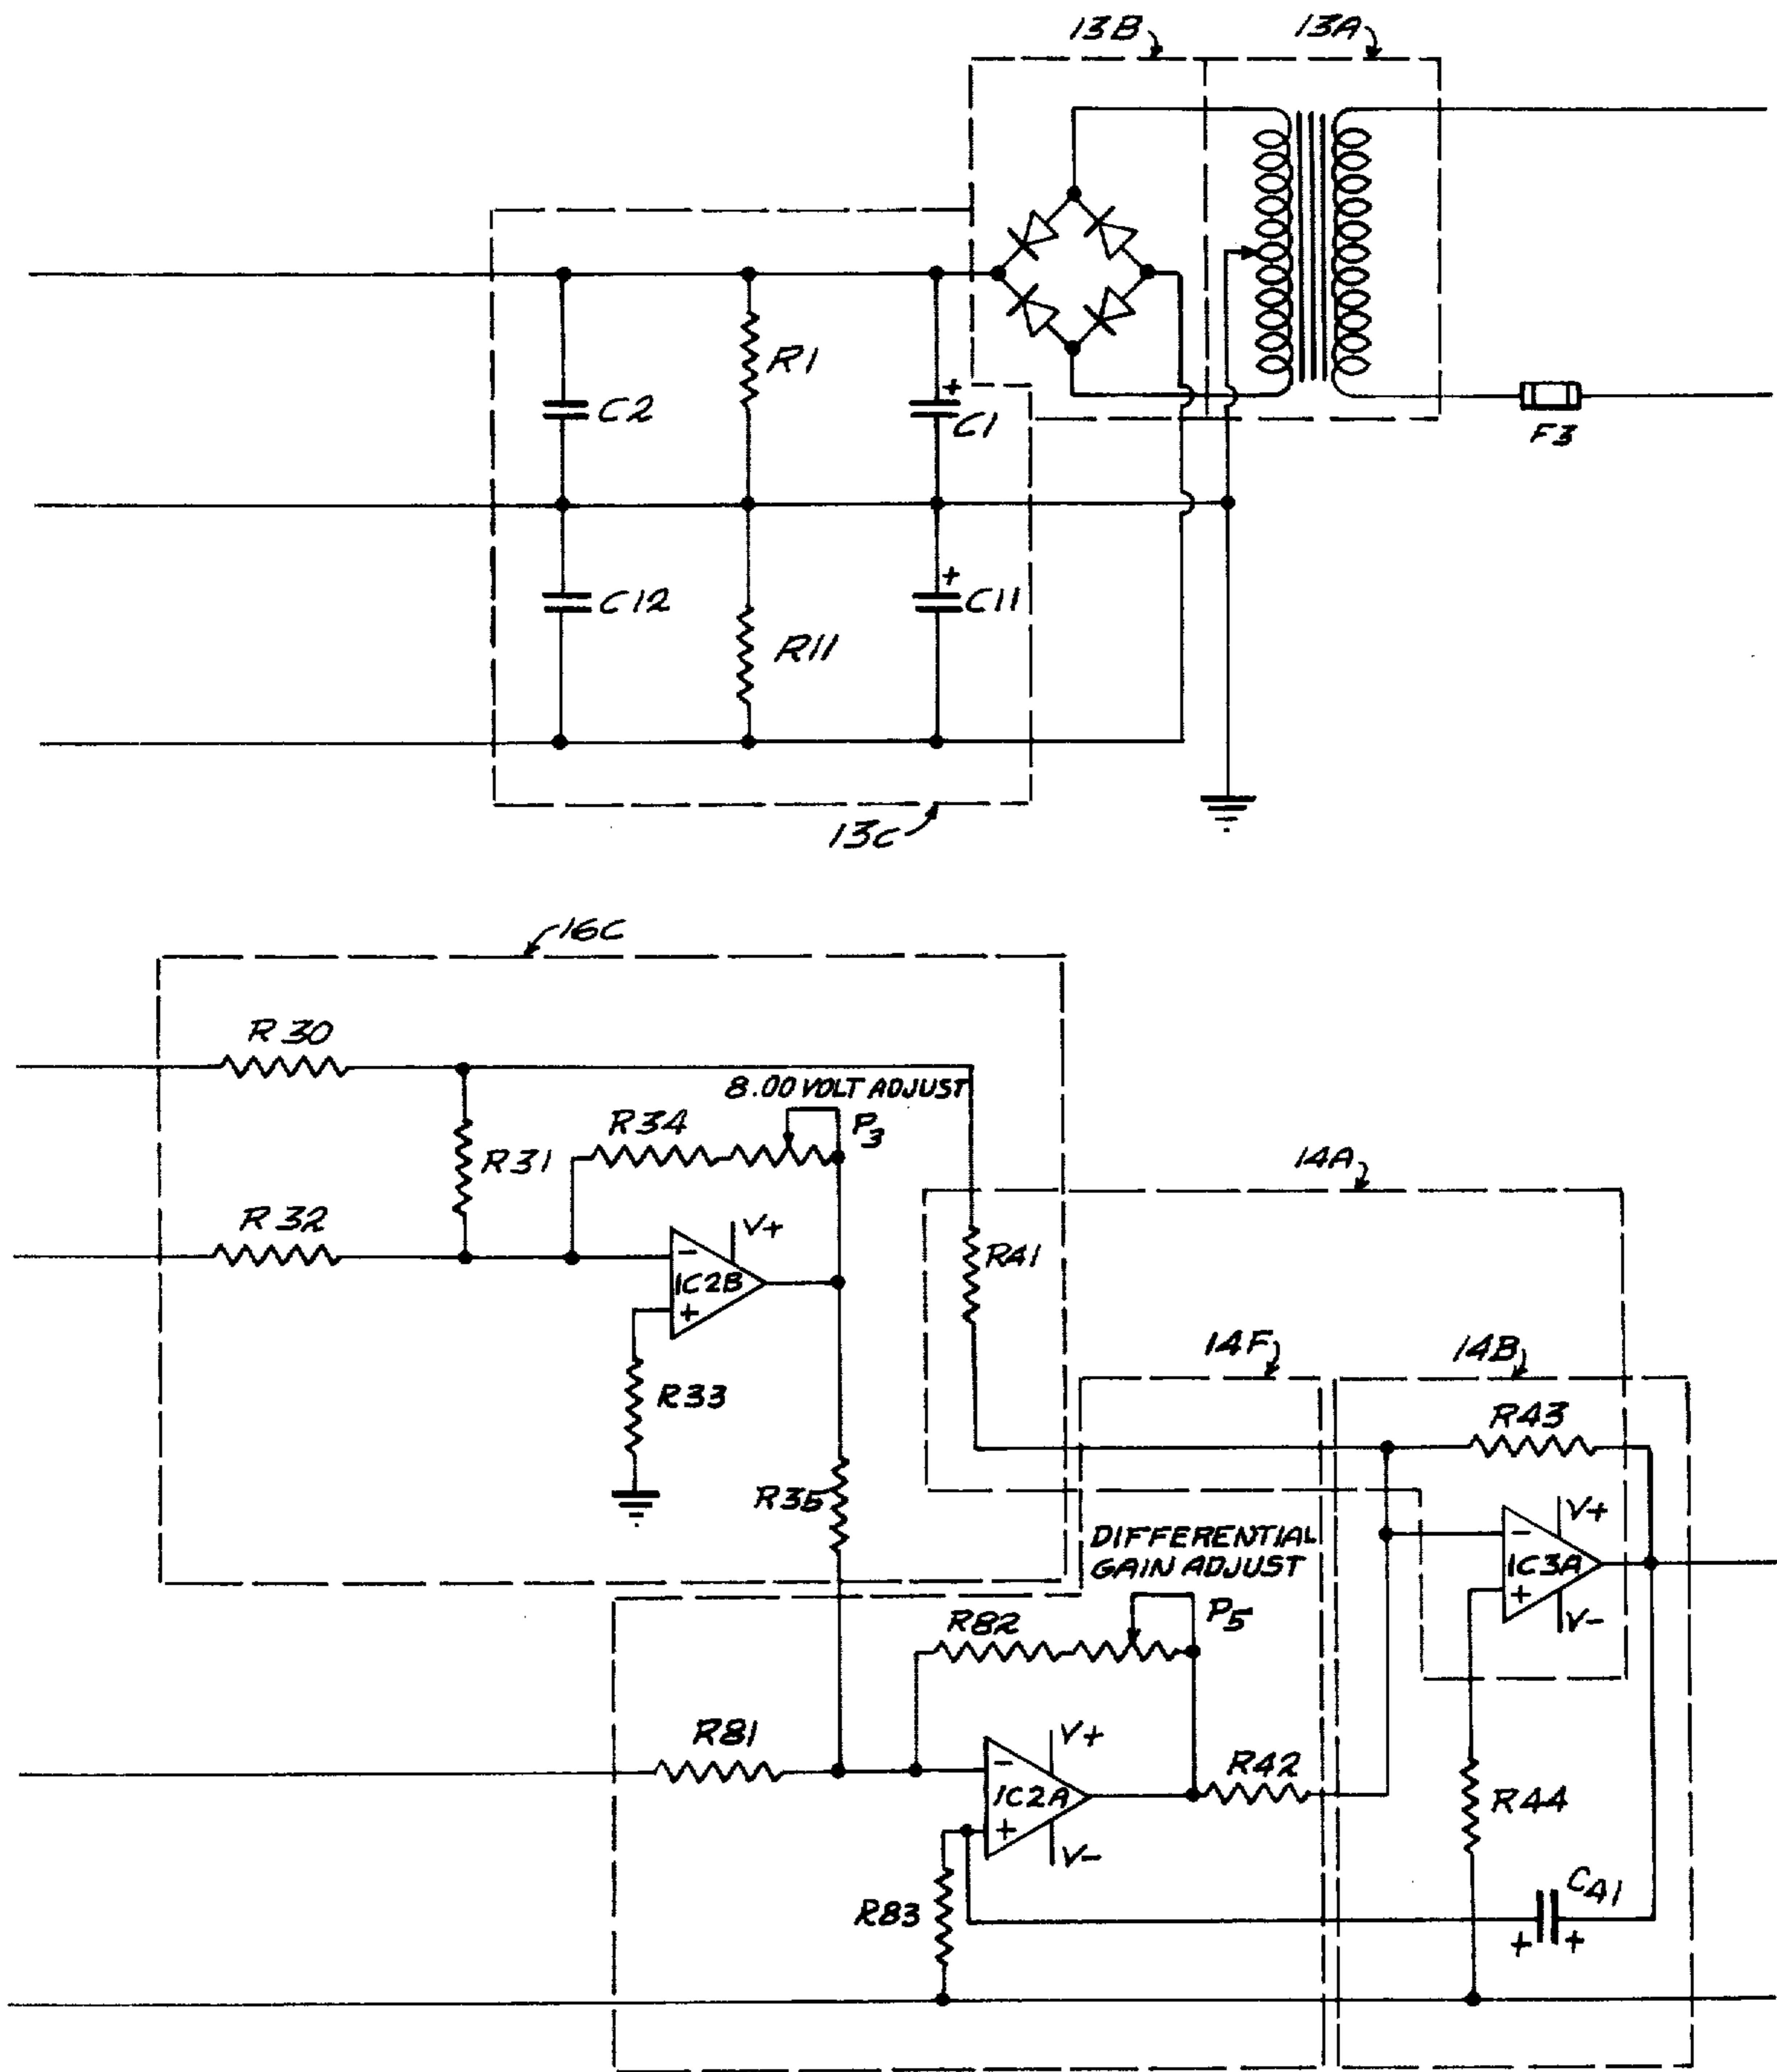 13B
13A
R1
C2
+
C1
F3
+
C12
C11
R11
13C
16C
R30
8.00 VOLT ADJUST
R34
P3
R31
14A
R32
V+
-
R41
IC2B
+
14F
14B
R33
R43
R35
V+
DIFFERENTIAL
GAIN ADJUST
-
IC3A
+
R82
P5
V-
R81
V+
-
R42
IC2A
R44
+
V-
C41
R83
+ +